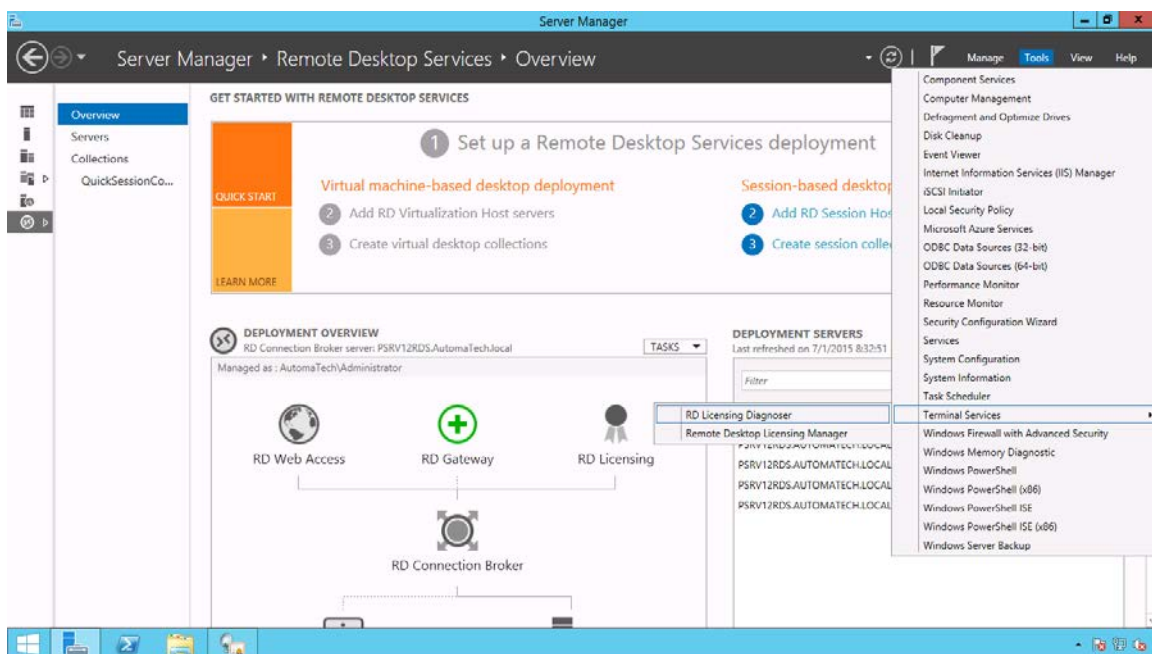 Server Manager
Server Manager ‣ Remote Desktop Services ‣ Overview
Manage Tools View Help
Overview
Servers
Collections
QuickSessionCo...
GET STARTED WITH REMOTE DESKTOP SERVICES
1 Set up a Remote Desktop Services deployment
QUICK START
LEARN MORE
Virtual machine-based desktop deployment
2 Add RD Virtualization Host servers
3 Create virtual desktop collections
Session-based desktop
2 Add RD Session Hos
3 Create session colle
DEPLOYMENT OVERVIEW
RD Connection Broker server: PSRV12RDS.AutomaTech.local
TASKS
Managed as : AutomaTech\Administrator
RD Web Access
RD Gateway
RD Licensing
RD Connection Broker
DEPLOYMENT SERVERS
Last refreshed on 7/1/2015 8:32:51
Filter
PSRV12RDS.AUTOMATECH.LOCAL
PSRV12RDS.AUTOMATECH.LOCAL
PSRV12RDS.AUTOMATECH.LOCAL
PSRV12RDS.AUTOMATECH.LOCAL
Component Services
Computer Management
Defragment and Optimize Drives
Disk Cleanup
Event Viewer
Internet Information Services (IIS) Manager
iSCSI Initiator
Local Security Policy
Microsoft Azure Services
ODBC Data Sources (32-bit)
ODBC Data Sources (64-bit)
Performance Monitor
Resource Monitor
Security Configuration Wizard
Services
System Configuration
System Information
Task Scheduler
Terminal Services
RD Licensing Diagnoser
Remote Desktop Licensing Manager
Windows Firewall with Advanced Security
Windows Memory Diagnostic
Windows PowerShell
Windows PowerShell (x86)
Windows PowerShell ISE
Windows PowerShell ISE (x86)
Windows Server Backup